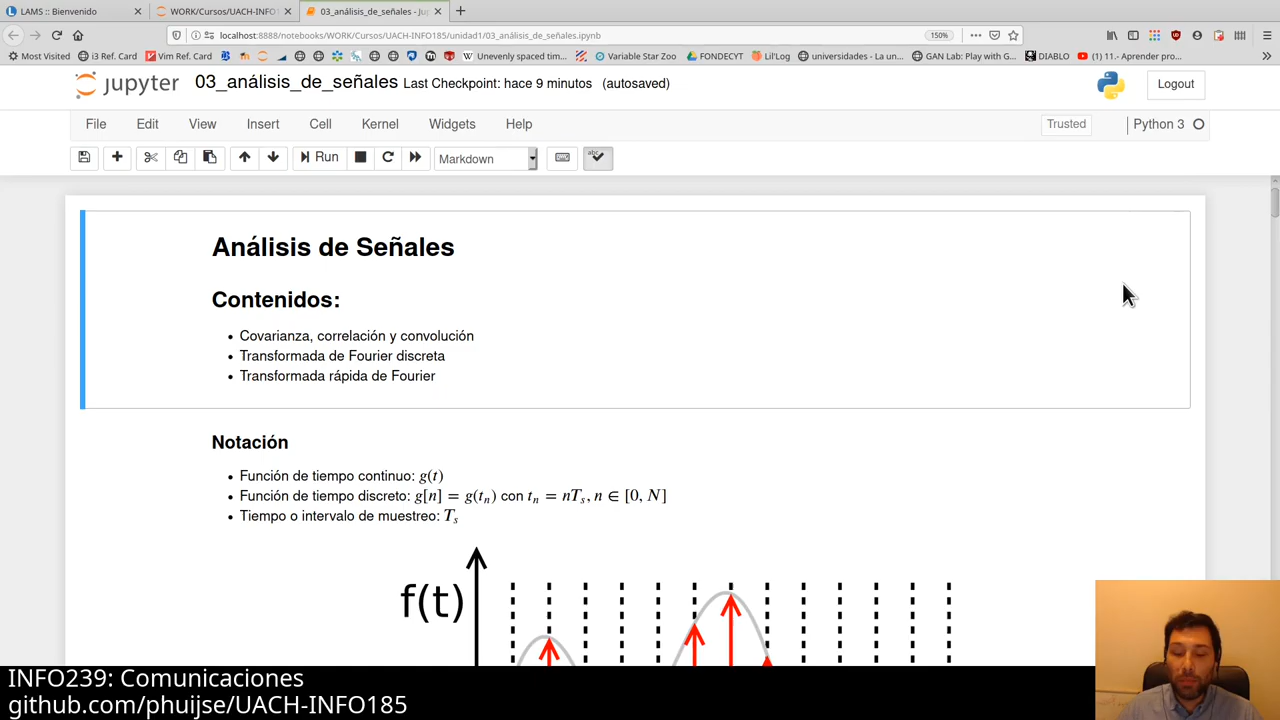 LAMS :: Bienvenido
WORK/Cursos/UACH-INFO1
03_análisis_de_señales - Ju
localhost:8888/notebooks/WORK/Cursos/UACH-INFO185/unidad1/03_análisis_de_señales.ipynb
150%
Most Visited
i3 Ref. Card
Vim Ref. Card
Unevenly spaced tim...
Variable Star Zoo
FONDECYT
Lil'Log
universidades - La un...
GAN Lab: Play with G...
DIABLO
(1) 11.- Aprender pro...
jupyter
03_análisis_de_señales Last Checkpoint: hace 9 minutos (autosaved)
Logout
File Edit View Insert Cell Kernel Widgets Help
Trusted
Python 3
Run
Markdown
Análisis de Señales
Contenidos:
• Covarianza, correlación y convolución
• Transformada de Fourier discreta
• Transformada rápida de Fourier
Notación
• Función de tiempo continuo: g(t)
• Función de tiempo discreto: g[n] = g(tₙ) con tₙ = nTₛ, n ∈ [0, N]
• Tiempo o intervalo de muestreo: Tₛ
f(t)
INFO239: Comunicaciones
github.com/phuijse/UACH-INFO185